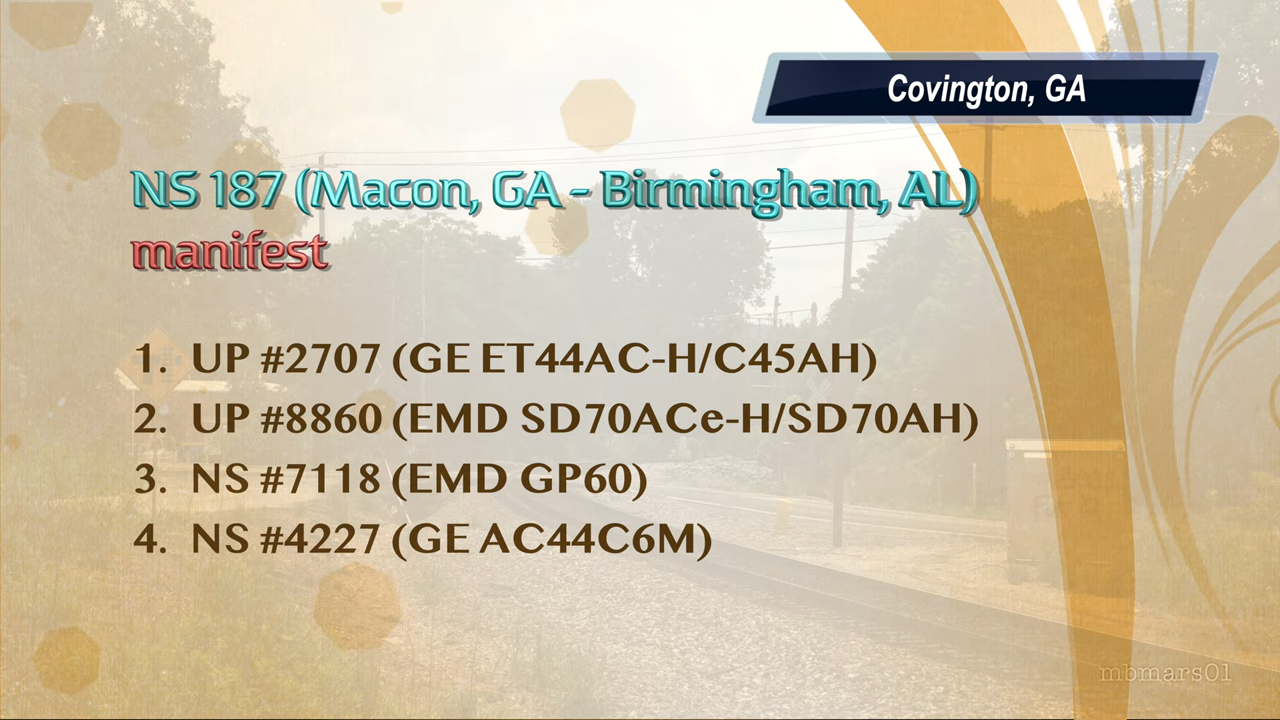 Covington, GA
NS 187 (Macon, GA - Birmingham, AL)
manifest
1. UP #2707 (GE ET44AC-H/C45AH)
2. UP #8860 (EMD SD70ACe-H/SD70AH)
3. NS #7118 (EMD GP60)
4. NS #4227 (GE AC44C6M)
mbmars01